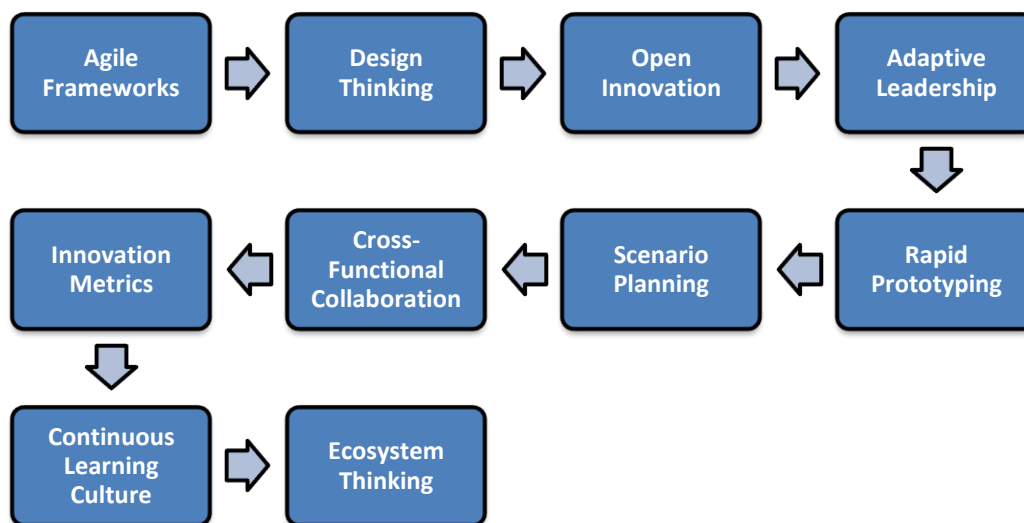 Agile
Frameworks
Design
Thinking
Open
Innovation
Adaptive
Leadership
Rapid
Prototyping
Scenario
Planning
Cross-
Functional
Collaboration
Innovation
Metrics
Continuous
Learning
Culture
Ecosystem
Thinking